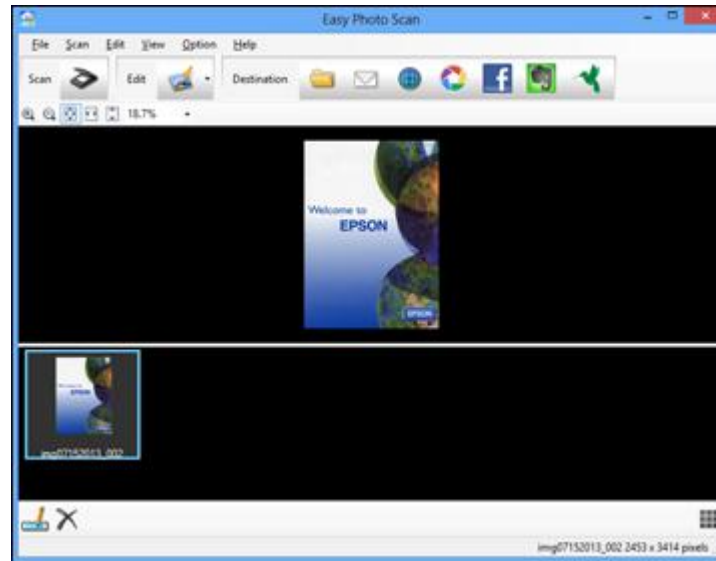 Easy Photo Scan
File Scan Edit View Option Help
Scan Edit Destination
18.7%
Welcome to
EPSON
EPSON
img07152013_002
img07152013_002 2453 x 3414 pixels